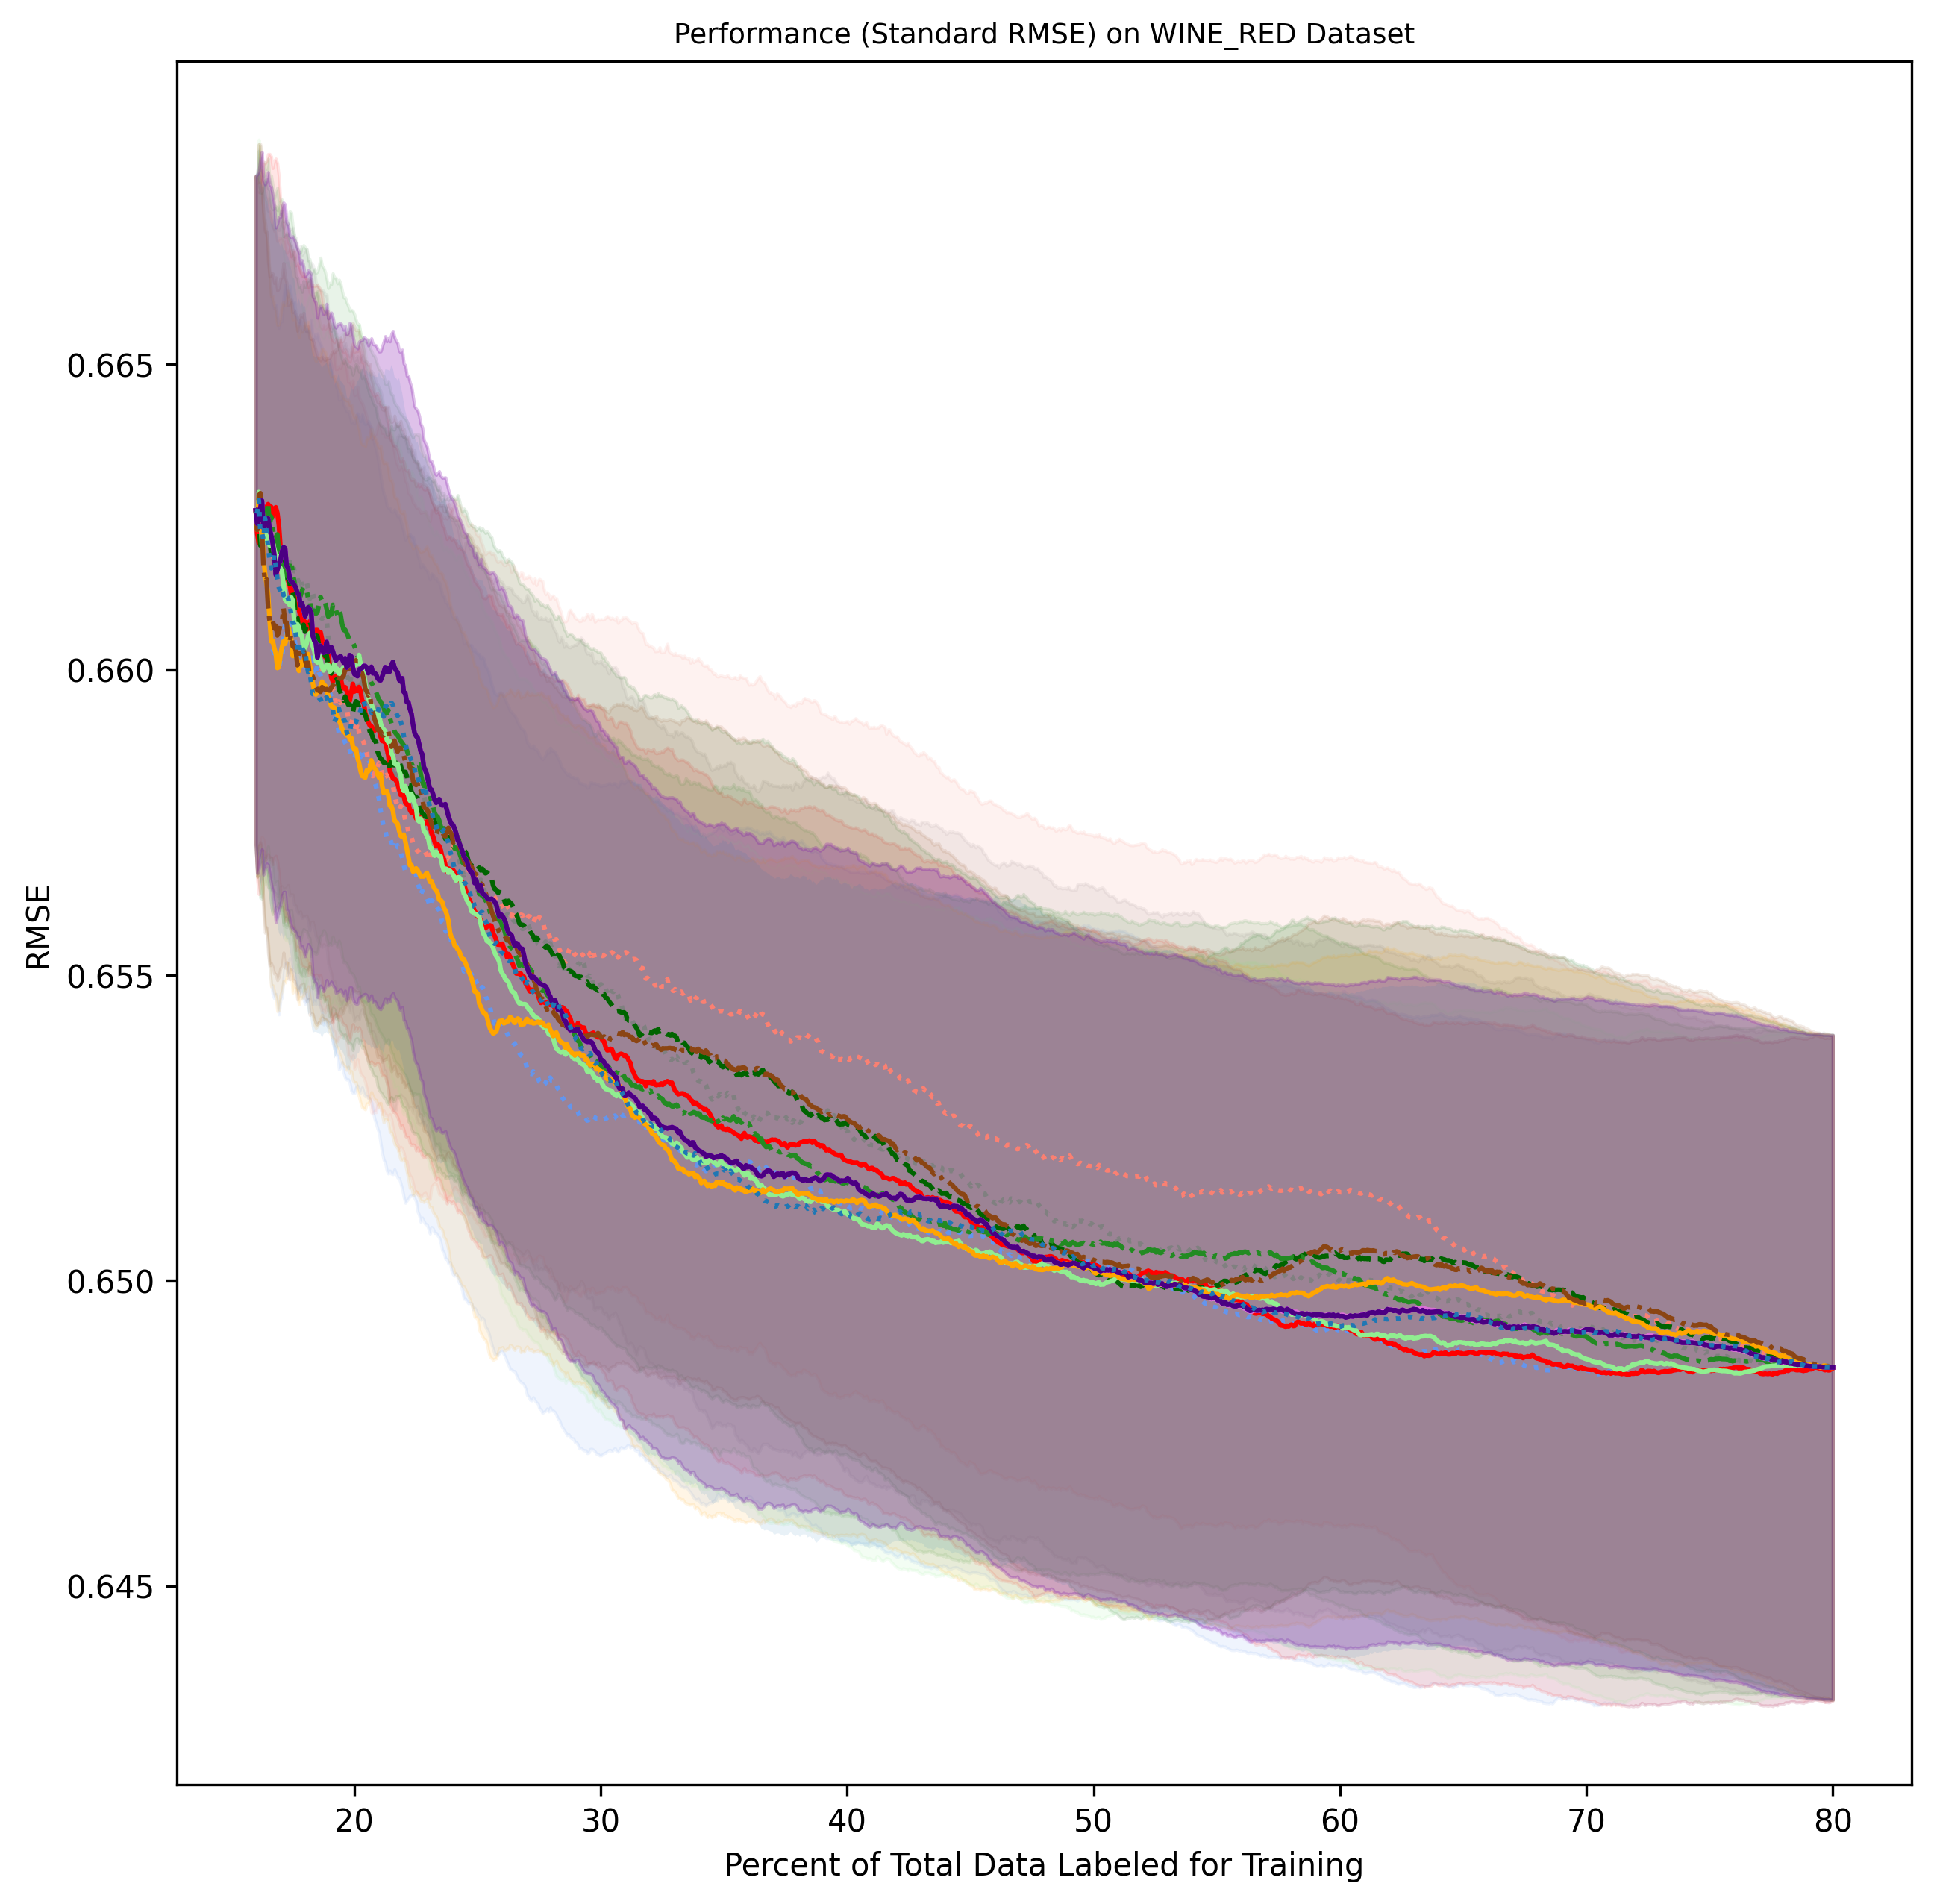 Performance (Standard RMSE) on WINE_RED Dataset
RMSE
0.665
0.660
0.655
0.650
0.645
20 30 40 50 60 70 80
Percent of Total Data Labeled for Training